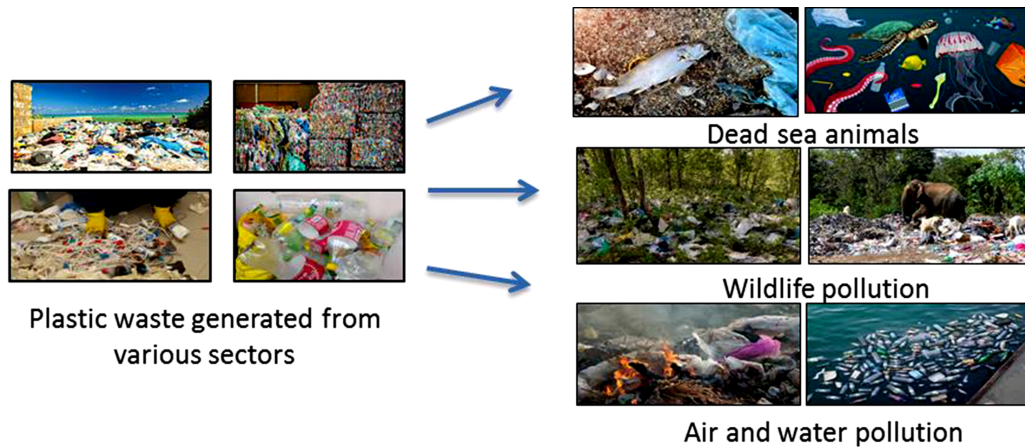 Dead sea animals
Wildlife pollution
Plastic waste generated from
various sectors
Air and water pollution